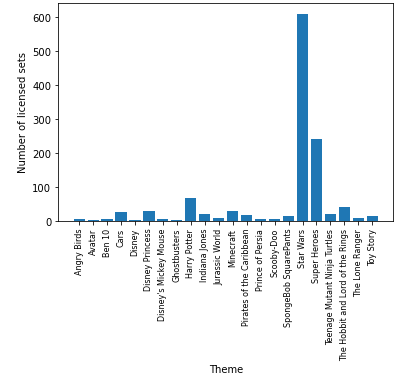 Number of licensed sets
600
500
400
300
200
100
0
Angry Birds
Avatar
Ben 10
Cars
Disney
Disney Princess
Disney's Mickey Mouse
Ghostbusters
Harry Potter
Indiana Jones
Jurassic World
Minecraft
Pirates of the Caribbean
Prince of Persia
Scooby-Doo
SpongeBob SquarePants
Star Wars
Super Heroes
Teenage Mutant Ninja Turtles
The Hobbit and Lord of the Rings
The Lone Ranger
Toy Story
Theme